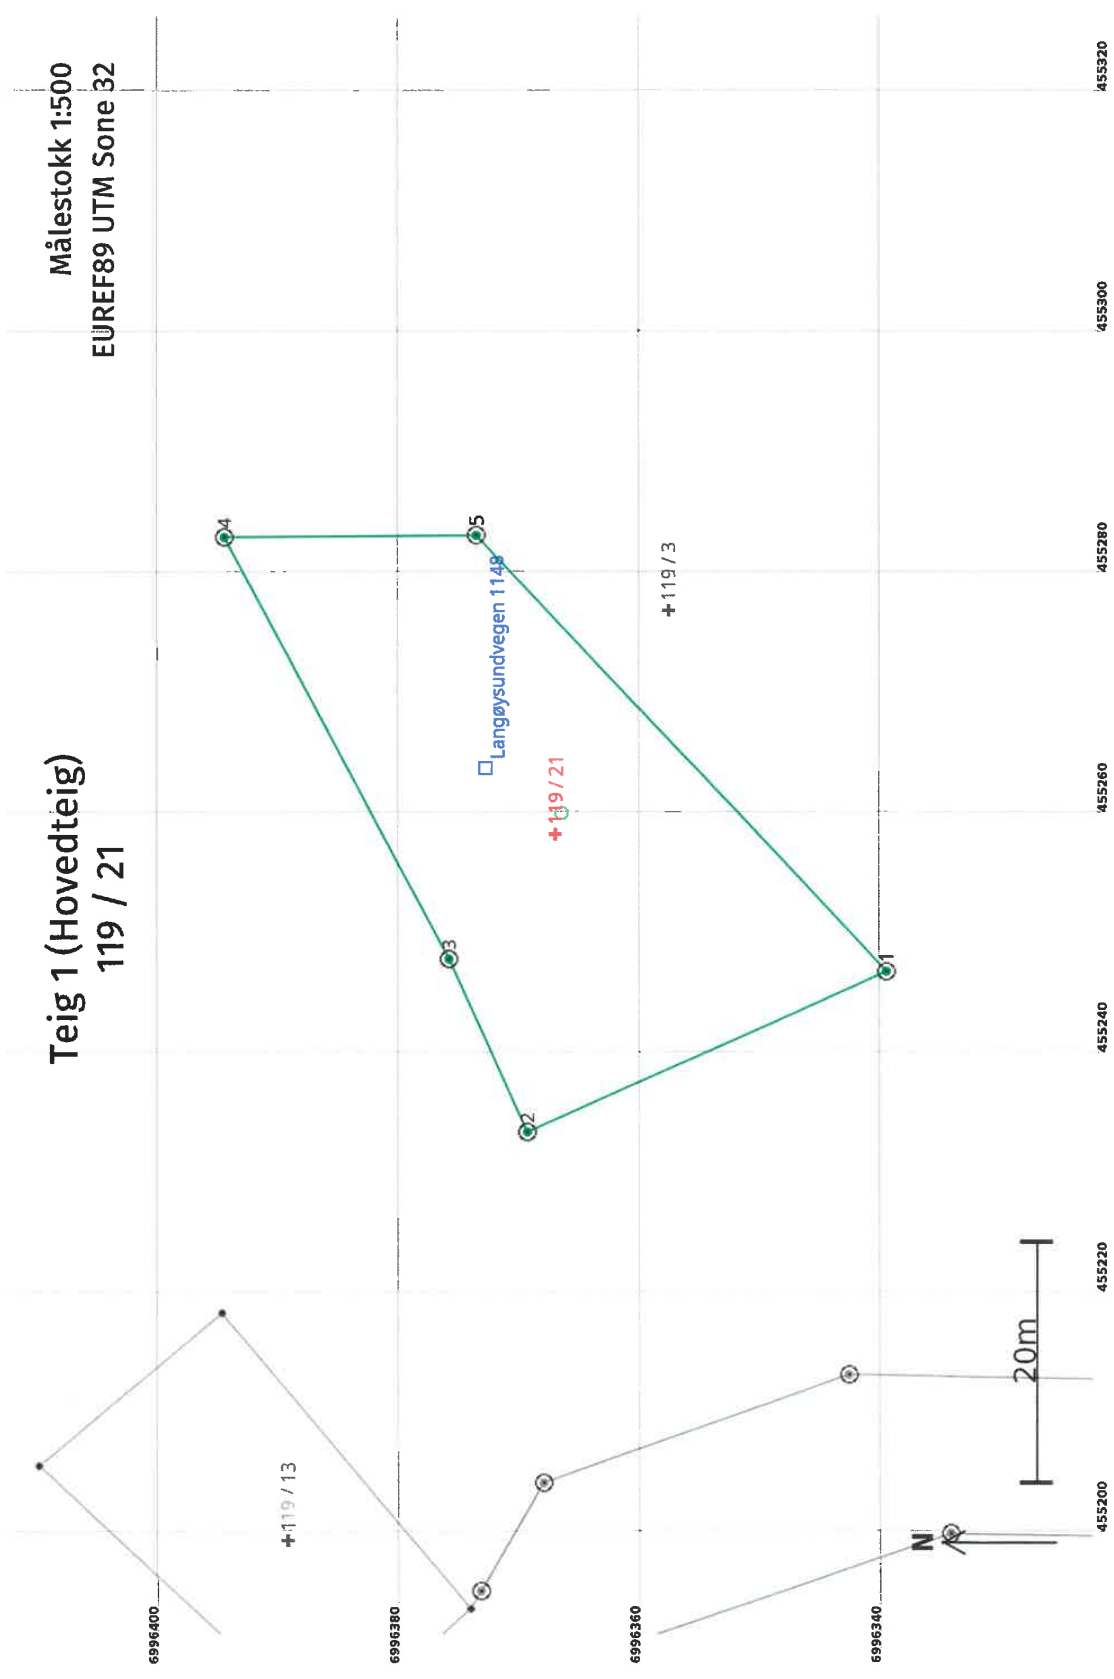 Teig 1 (Hovedteig)
119 / 21
Målestokk 1:500
EUREF89 UTM Sone 32
6996400
6996380
6996360
6996340
455200
455220
455240
455260
455280
455300
455320
+119 / 13
+119 / 21
+119 / 3
Langøysundvegen 1148
1
2
3
4
5
N
20m